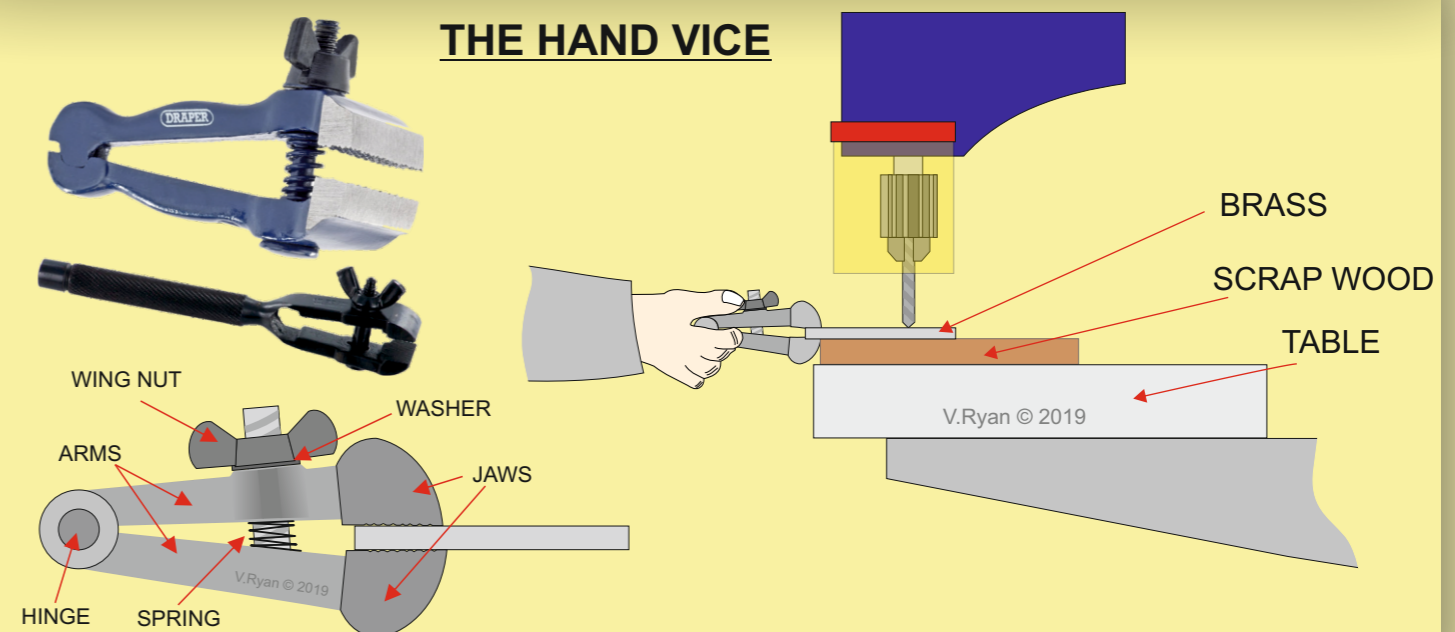 THE HAND VICE
DRAPER
BRASS
SCRAP WOOD
TABLE
V.Ryan © 2019
WING NUT
WASHER
ARMS
JAWS
V.Ryan © 2019
HINGE
SPRING